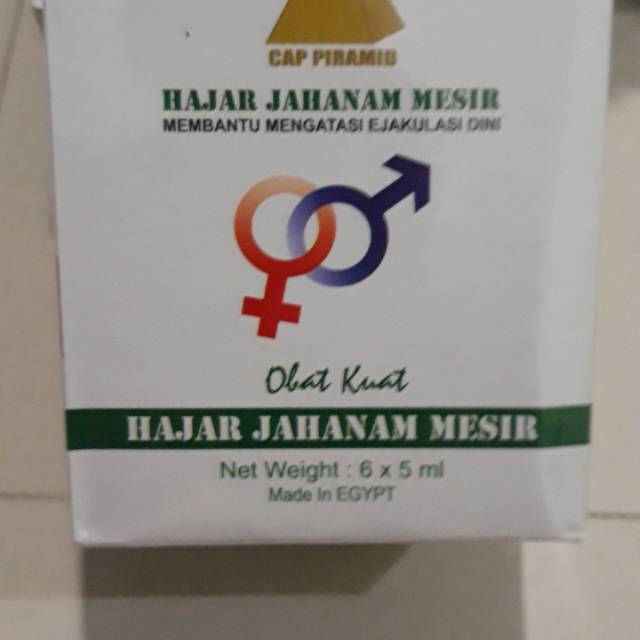 CAP PIRAMID
HAJAR JAHANAM MESIR
MEMBANTU MENGATASI EJAKULASI DINI
Obat Kuat
HAJAR JAHANAM MESIR
Net Weight : 6 x 5 ml
Made In EGYPT